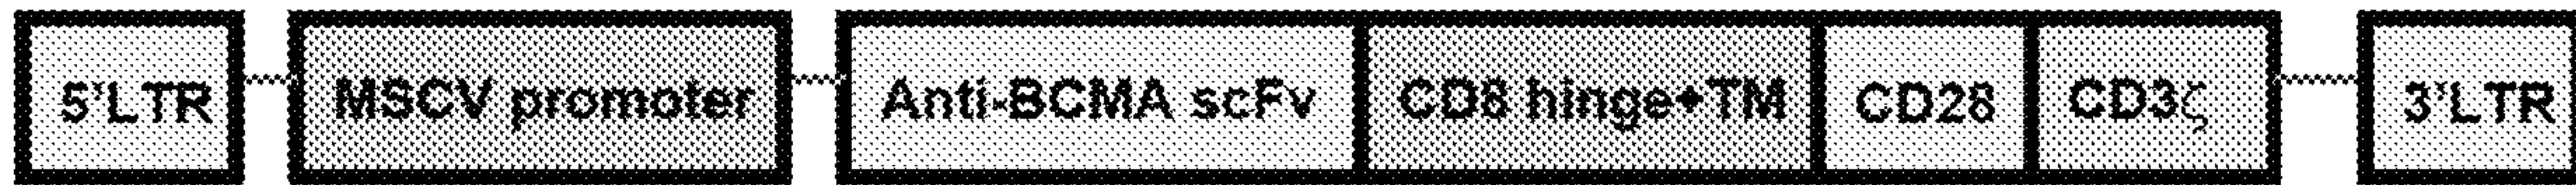 5'LTR MSCV promoter Anti-BCMA scFv CD8 hinge+TM CD28 CD3ζ 3'LTR